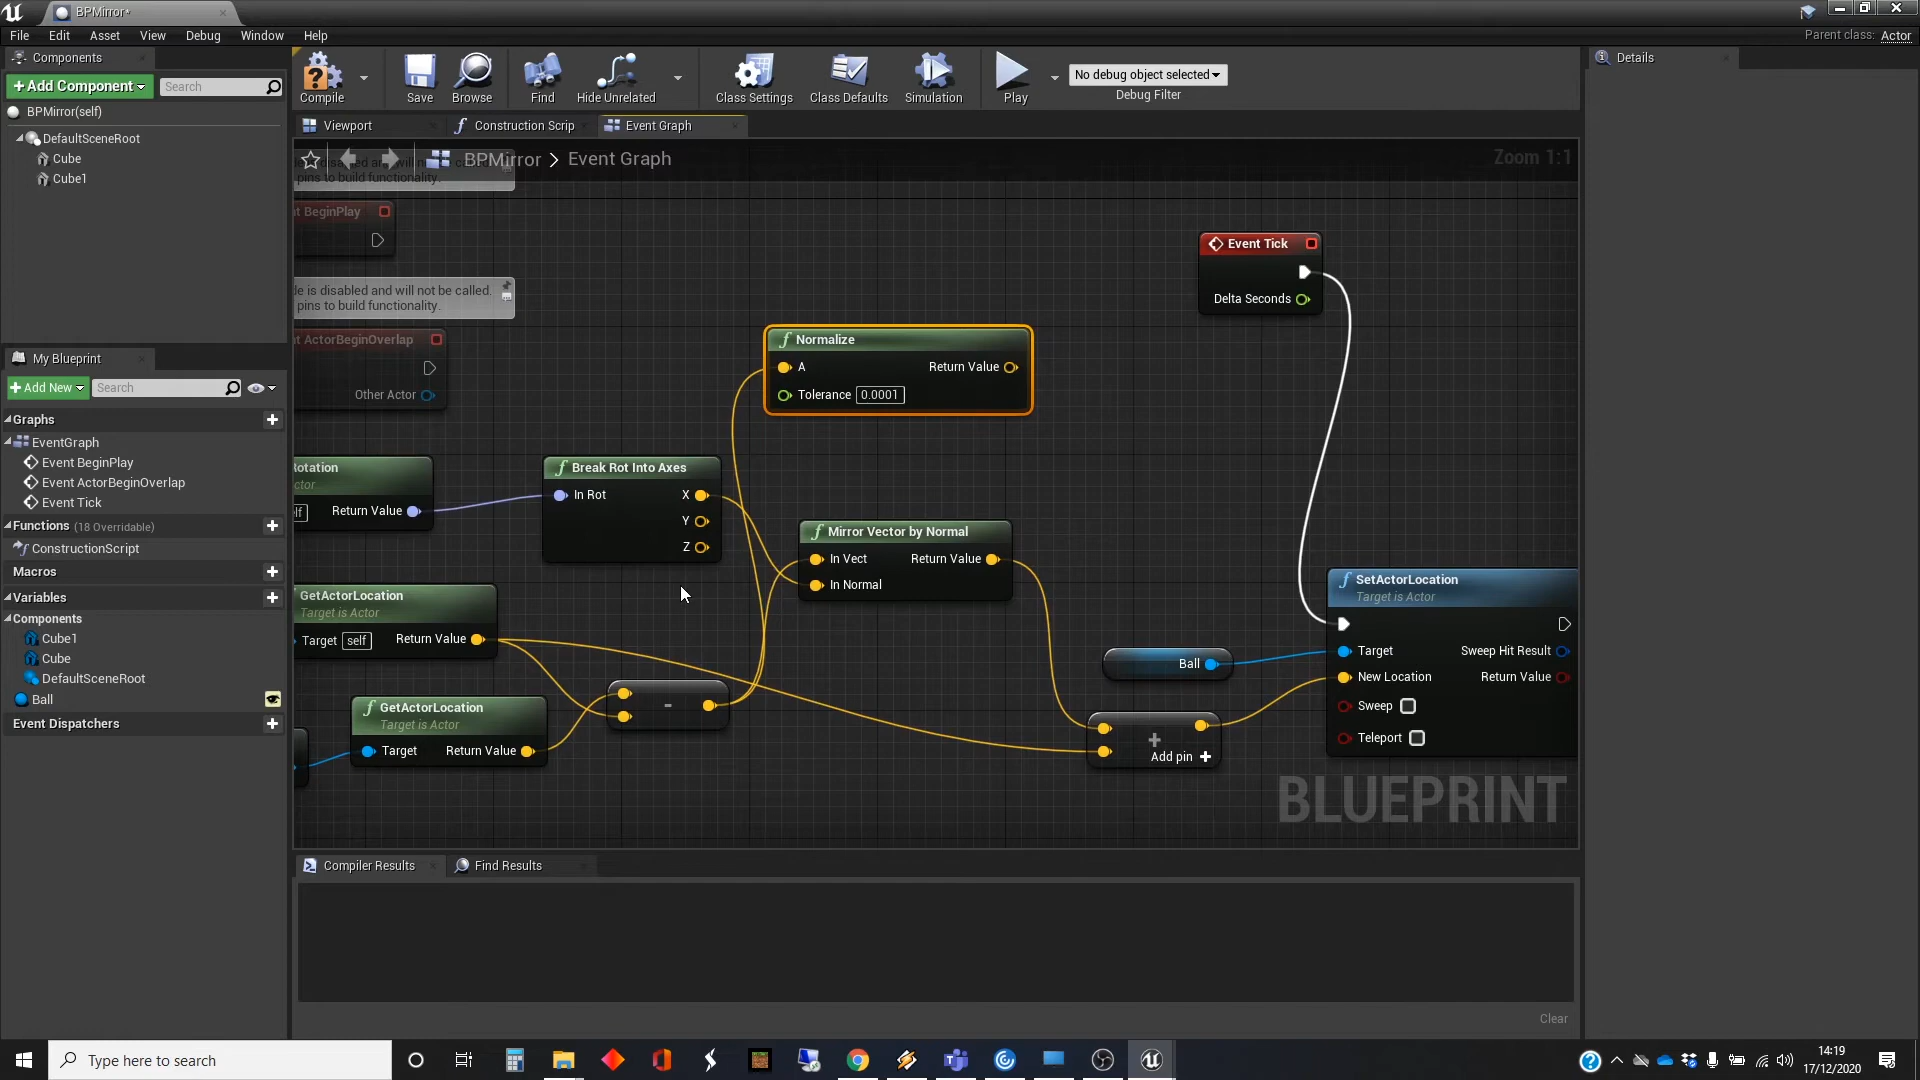 BPMirror*
File Edit Asset View Debug Window Help
Parent class: Actor
Components
+Add Component
Search
BPMirror(self)
DefaultSceneRoot
Cube
Cube1
Compile
Save
Browse
Find
Hide Unrelated
Class Settings
Class Defaults
Simulation
Play
No debug object selected
Debug Filter
Details
Viewport
Construction Scrip
Event Graph
BPMirror > Event Graph
Zoom 1:1
pins to build functionality.
nt BeginPlay
de is disabled and will not be called.
pins to build functionality.
nt ActorBeginOverlap
Other Actor
Event Tick
Delta Seconds
Normalize
A
Return Value
Tolerance 0.0001
otation
ctor
elf
Return Value
Break Rot Into Axes
In Rot
X
Y
Z
Mirror Vector by Normal
In Vect
Return Value
In Normal
GetActorLocation
Target is Actor
Target self
Return Value
GetActorLocation
Target is Actor
Target
Return Value
-
Ball
+
Add pin +
SetActorLocation
Target is Actor
Target
Sweep Hit Result
New Location
Return Value
Sweep
Teleport
BLUEPRINT
My Blueprint
+Add New
Search
Graphs
EventGraph
Event BeginPlay
Event ActorBeginOverlap
Event Tick
Functions (18 Overridable)
ConstructionScript
Macros
Variables
Components
Cube1
Cube
DefaultSceneRoot
Ball
Event Dispatchers
Compiler Results
Find Results
Clear
Type here to search
14:19
17/12/2020